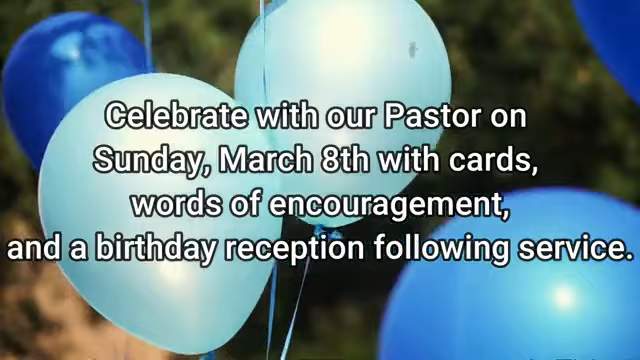 Celebrate with our Pastor on
Sunday, March 8th with cards,
words of encouragement,
and a birthday reception following service.